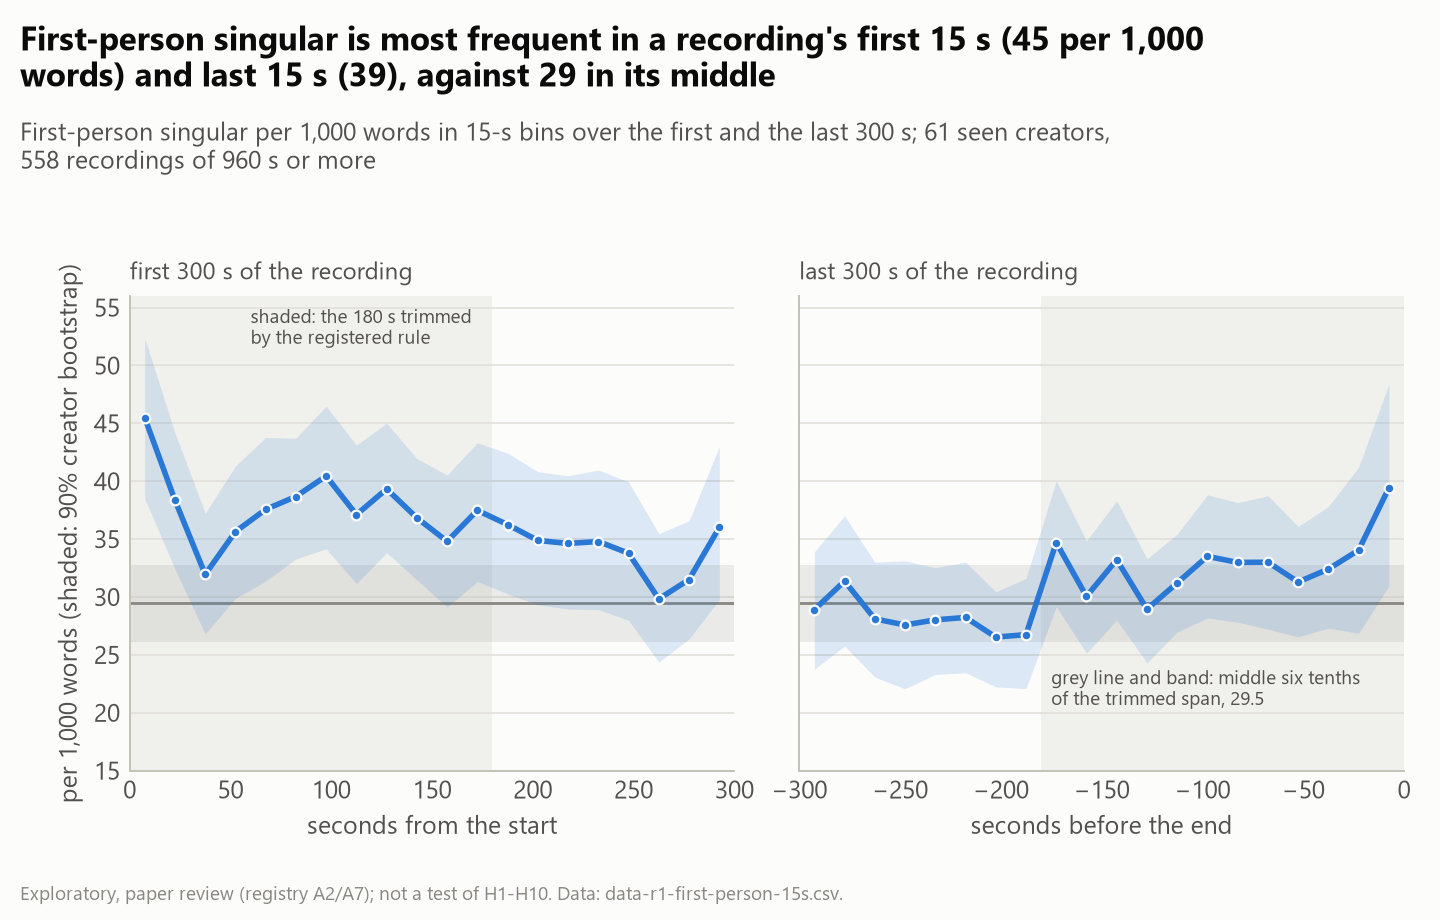 First-person singular is most frequent in a recording's first 15 s (45 per 1,000
words) and last 15 s (39), against 29 in its middle
First-person singular per 1,000 words in 15-s bins over the first and the last 300 s; 61 seen creators,
558 recordings of 960 s or more
first 300 s of the recording
last 300 s of the recording
per 1,000 words (shaded: 90% creator bootstrap)
55
50
45
40
35
30
25
20
15
shaded: the 180 s trimmed
by the registered rule
grey line and band: middle six tenths
of the trimmed span, 29.5
0 50 100 150 200 250 300
−300 −250 −200 −150 −100 −50 0
seconds from the start
seconds before the end
Exploratory, paper review (registry A2/A7); not a test of H1-H10. Data: data-r1-first-person-15s.csv.